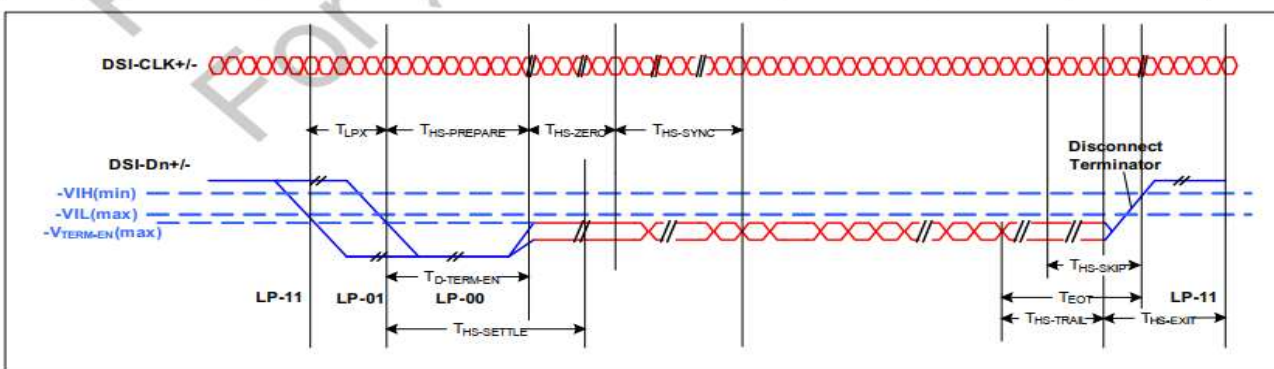 For
DSI-CLK+/-
TLPX THS-PREPARE THS-ZERO THS-SYNC
DSI-Dn+/-
Disconnect
Terminator
-VIH(min)
-VIL(max)
-VTERM-EN(max)
TD-TERM-EN
THS-SKIP
LP-11 LP-01 LP-00 TEOT LP-11
THS-SETTLE THS-TRAIL THS-EXIT